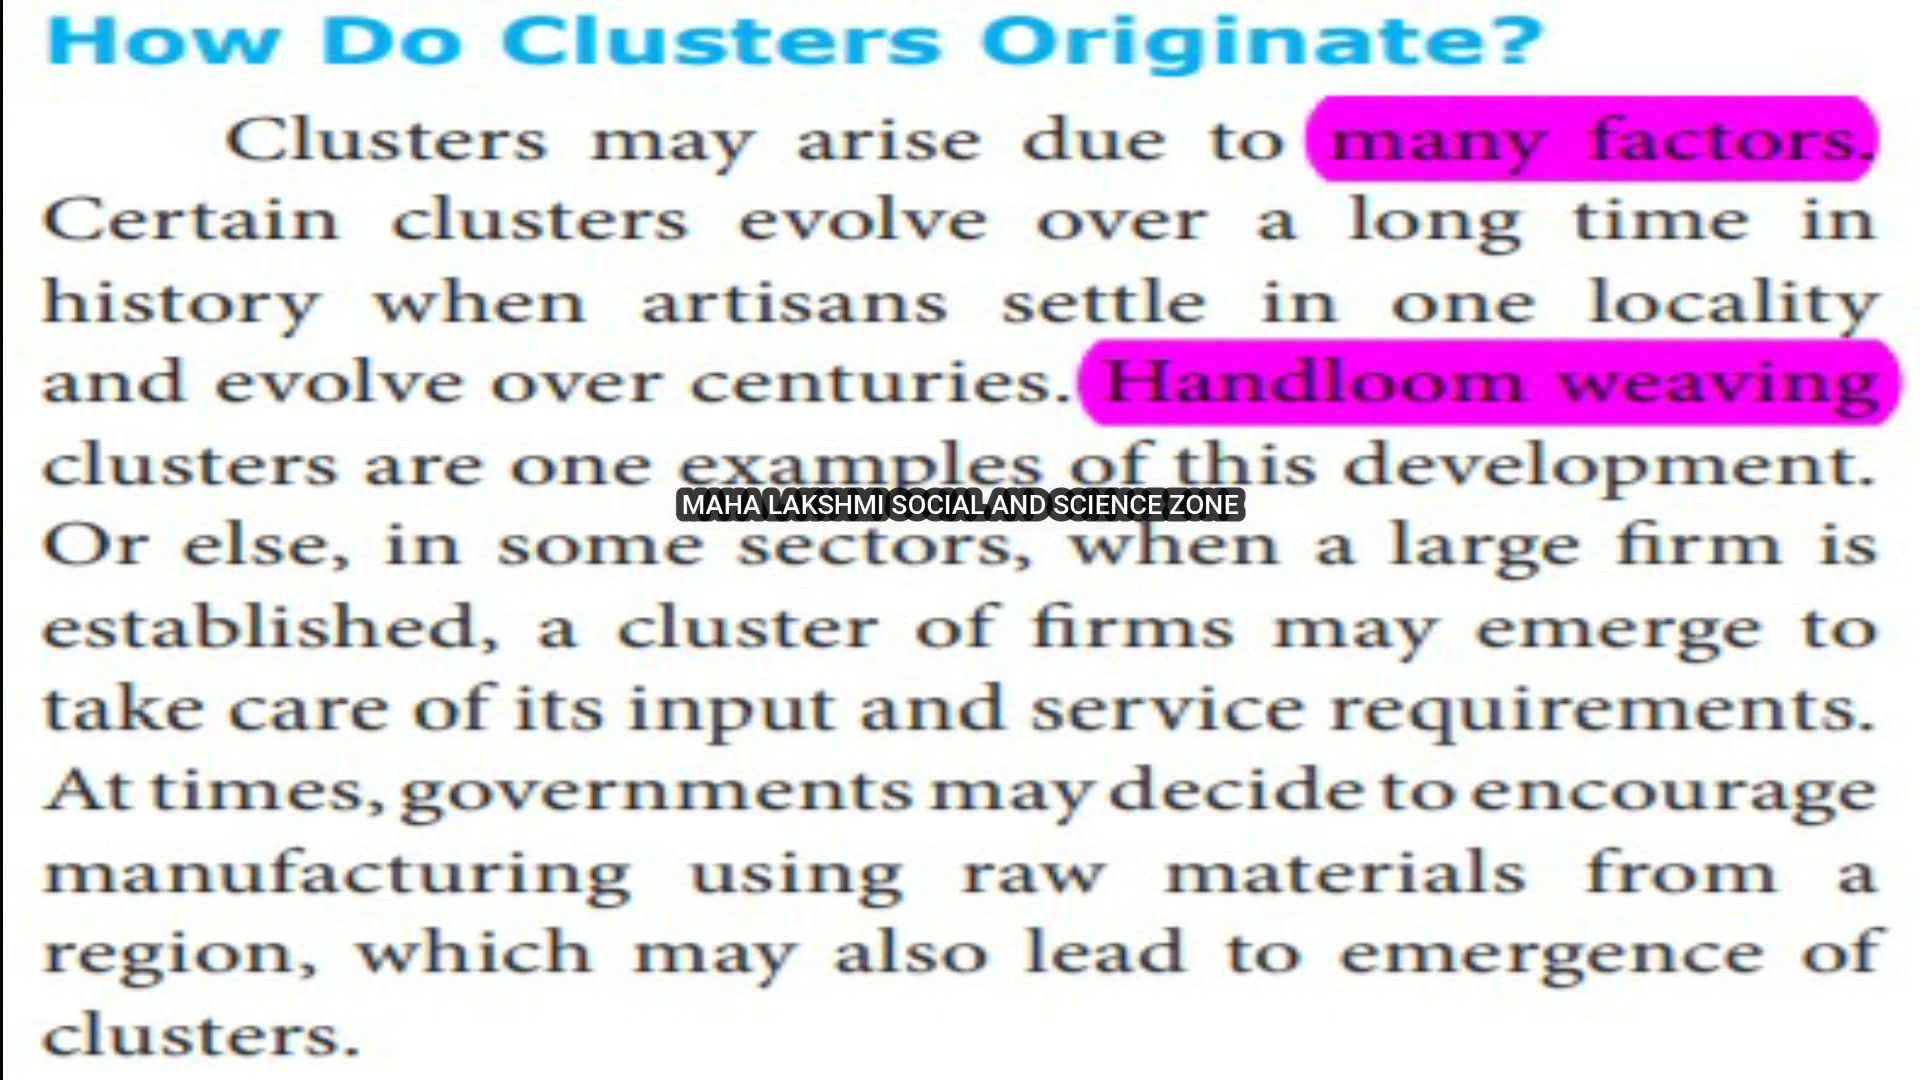 How Do Clusters Originate?
Clusters may arise due to many factors.
Certain clusters evolve over a long time in
history when artisans settle in one locality
and evolve over centuries. Handloom weaving
clusters are one examples of this development.
MAHA LAKSHMI SOCIAL AND SCIENCE ZONE
Or else, in some sectors, when a large firm is
established, a cluster of firms may emerge to
take care of its input and service requirements.
At times, governments may decide to encourage
manufacturing using raw materials from a
region, which may also lead to emergence of
clusters.